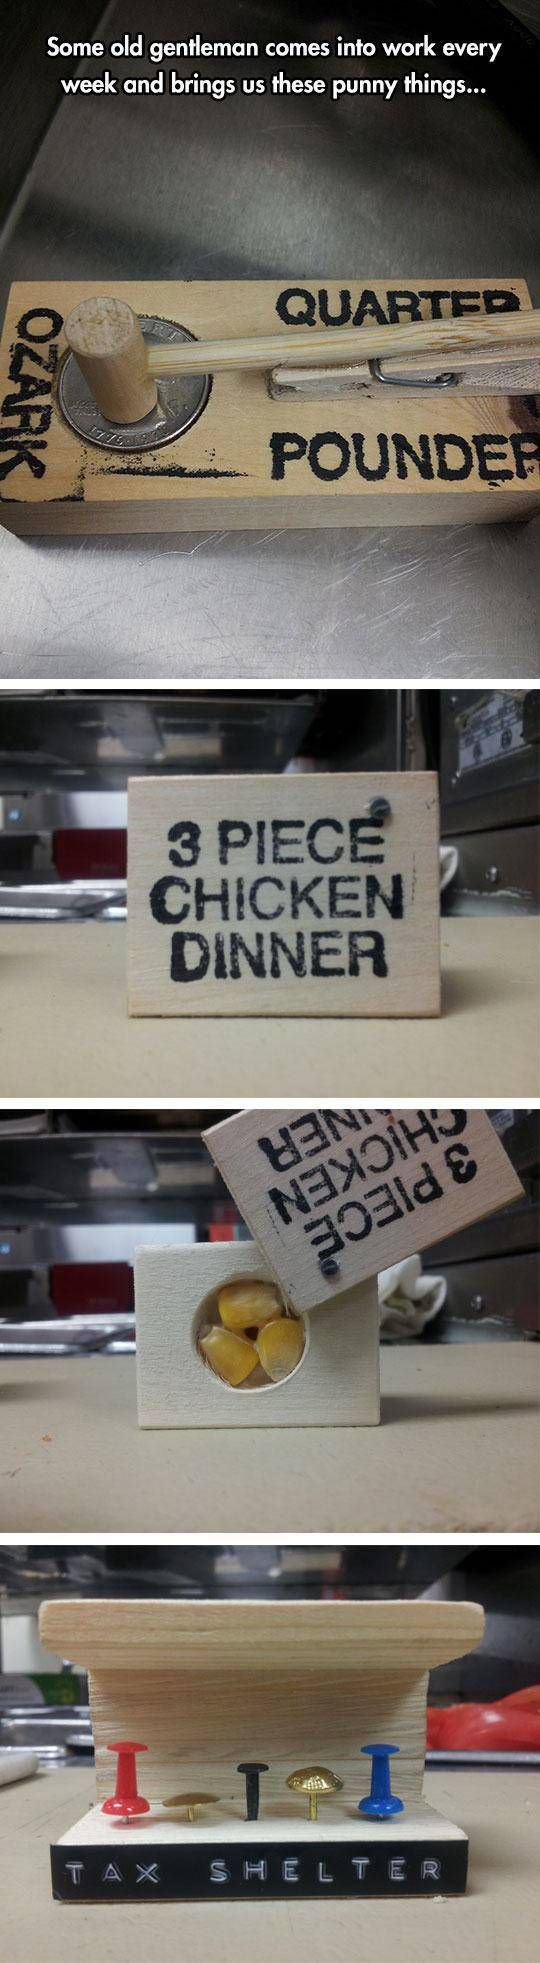 Some old gentleman comes into work every
week and brings us these punny things...
OZARK
QUARTER
POUNDER
3 PIECE
CHICKEN
DINNER
3 PIECE
CHICKEN
INER
TAX SHELTER